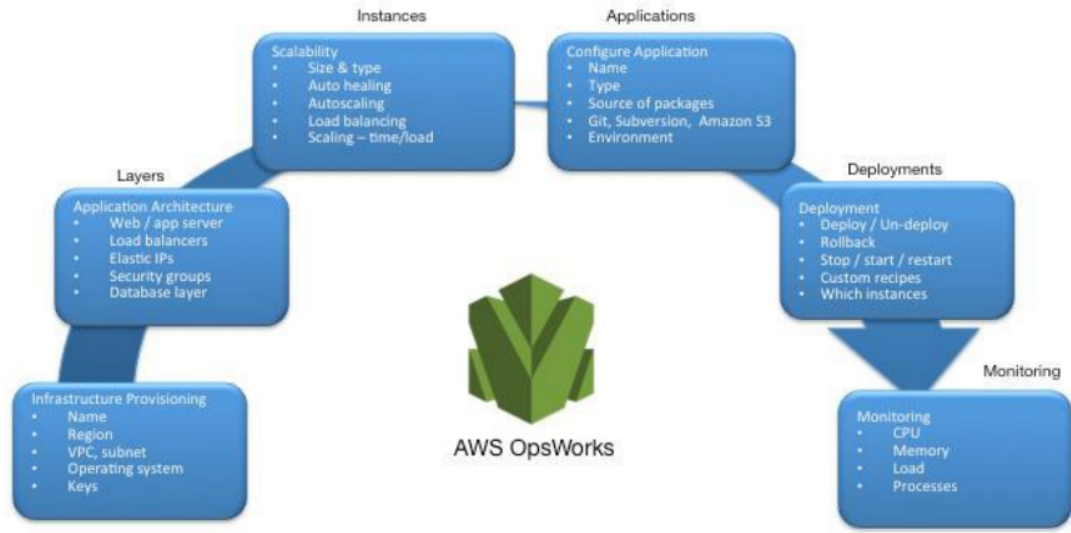 Instances
Scalability
• Size & type
• Auto healing
• Autoscaling
• Load balancing
• Scaling – time/load
Applications
Configure Application
• Name
• Type
• Source of packages
• Git, Subversion, Amazon S3
• Environment
Layers
Application Architecture
• Web / app server
• Load balancers
• Elastic IPs
• Security groups
• Database layer
Deployments
Deployment
• Deploy / Un-deploy
• Rollback
• Stop / start / restart
• Custom recipes
• Which instances
Infrastructure Provisioning
• Name
• Region
• VPC, subnet
• Operating system
• Keys
AWS OpsWorks
Monitoring
Monitoring
• CPU
• Memory
• Load
• Processes